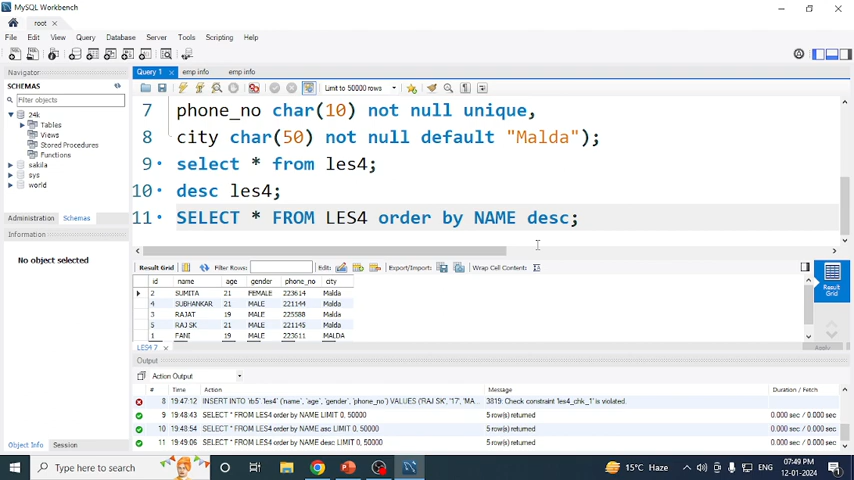 MySQL Workbench
root
File Edit View Query Database Server Tools Scripting Help
Navigator
SCHEMAS
Filter objects
24k
Tables
Views
Stored Procedures
Functions
sakila
sys
world
Administration Schemas
Information
No object selected
Object Info Session
Query 1 emp info emp info
Limit to 50000 rows
7 phone_no char(10) not null unique,
8 city char(50) not null default "Malda");
9 select * from les4;
10 desc les4;
11 SELECT * FROM LES4 order by NAME desc;
Result Grid Filter Rows: Edit: Export/Import: Wrap Cell Content:
id name age gender phone_no city
2 SUMITA 21 FEMALE 223614 Malda
4 SUBHANKAR 21 MALE 221144 Malda
3 RAJAT 19 MALE 225588 Malda
5 RAJ SK 21 MALE 221145 Malda
1 FANI 19 MALE 223611 MALDA
Result Grid
LES4 7
Apply
Output
Action Output
# Time Action Message Duration / Fetch
8 19:47:12 INSERT INTO `rb5`.`les4` (`name`, `age`, `gender`, `phone_no`) VALUES ('RAJ SK', '17', 'MA... 3819: Check constraint 'les4_chk_1' is violated.
9 19:48:43 SELECT * FROM LES4 order by NAME LIMIT 0, 50000 5 row(s) returned 0.000 sec / 0.000 sec
10 19:48:54 SELECT * FROM LES4 order by NAME asc LIMIT 0, 50000 5 row(s) returned 0.000 sec / 0.000 sec
11 19:49:06 SELECT * FROM LES4 order by NAME desc LIMIT 0, 50000 5 row(s) returned 0.000 sec / 0.000 sec
Type here to search
15°C Haze
ENG
07:49 PM
12-01-2024